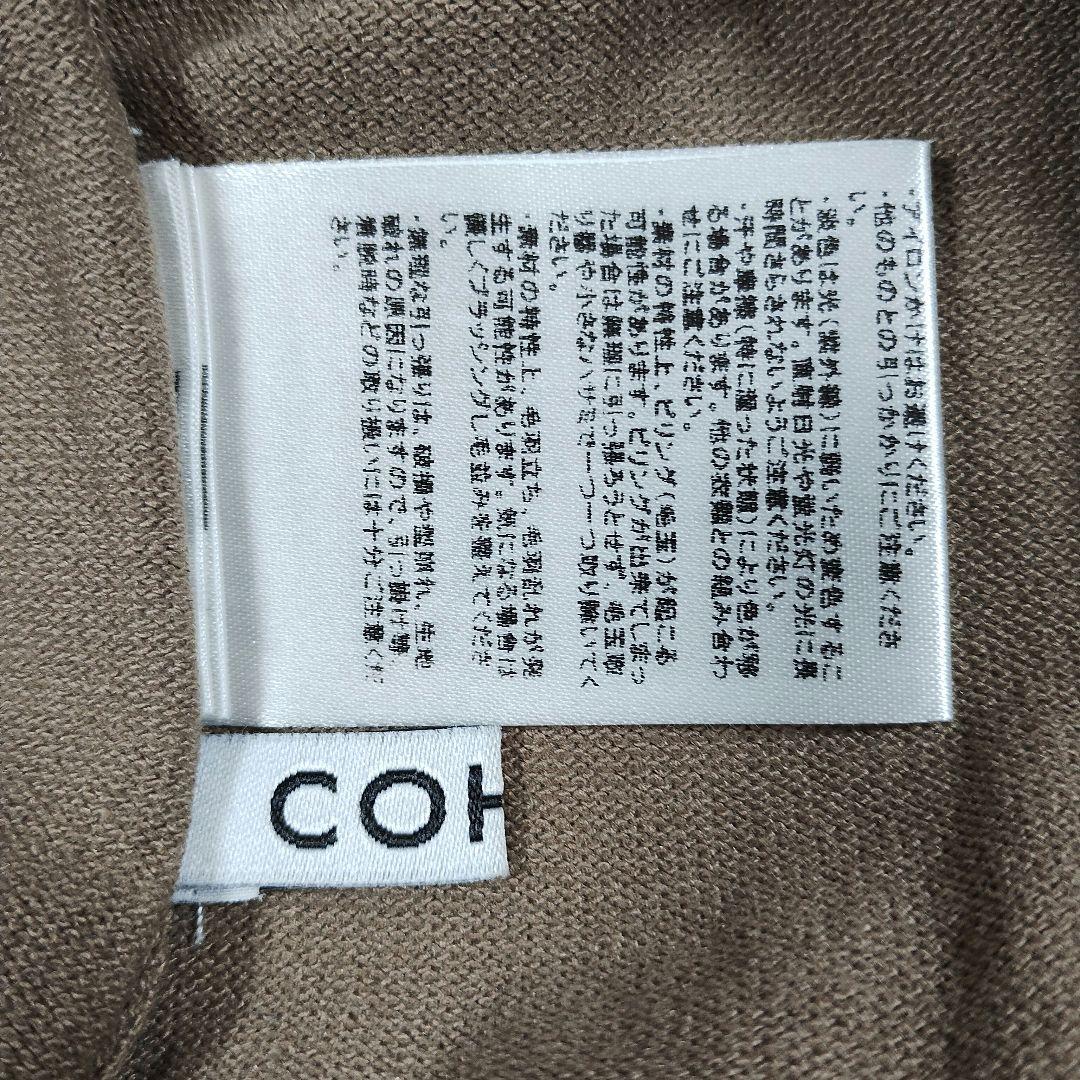 ・アイロンかけはお避けください。
・他のものとの引っかかりにご注意くださ
い。
・淡色は光(紫外線)に弱いため変色するこ
とがあります。直射日光や蛍光灯の光に長
時間さらされないようご注意ください。
・汗や摩擦(特に湿った状態)により色が移
る場合があります。他の衣類との組み合わ
せにご注意ください。
・素材の特性上、ピリング(毛玉)が起こる
可能性があります。ピリングが出来てしまっ
た場合は無理に引っ張ろうとせず、毛玉取
り器や小さなハサミで一つ一つ取り除いてく
ださい。
・素材の特性上、毛羽立ち、毛羽乱れが発
生する可能性があります。気になる場合は
優しくブラッシングし毛並みを整えてくださ
い。
・無理な引っ張りは、破損や型崩れ、生地
破れの原因になりますので、引っ掛け等、
着脱時などの取り扱いには十分ご注意くだ
さい。
COH